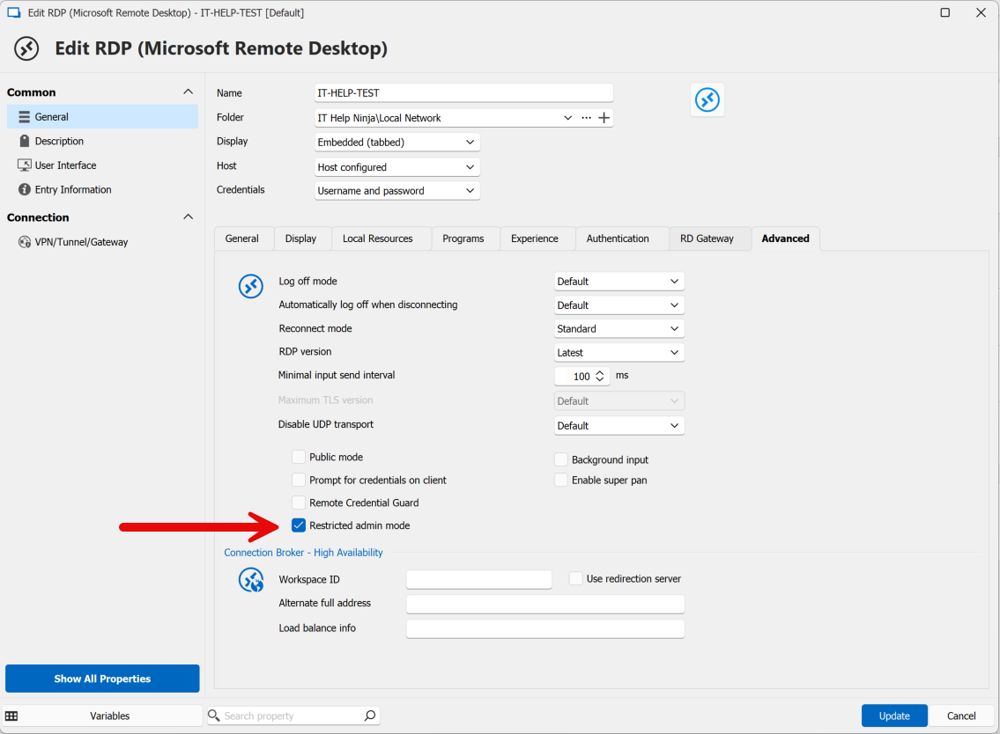 Edit RDP (Microsoft Remote Desktop) - IT-HELP-TEST [Default]
Edit RDP (Microsoft Remote Desktop)
Common
General
Description
User Interface
Entry Information
Connection
VPN/Tunnel/Gateway
Show All Properties
Variables
Name IT-HELP-TEST
Folder IT Help Ninja\Local Network
Display Embedded (tabbed)
Host Host configured
Credentials Username and password
General Display Local Resources Programs Experience Authentication RD Gateway Advanced
Log off mode Default
Automatically log off when disconnecting Default
Reconnect mode Standard
RDP version Latest
Minimal input send interval 100 ms
Maximum TLS version Default
Disable UDP transport Default
Public mode Background input
Prompt for credentials on client Enable super pan
Remote Credential Guard
Restricted admin mode
Connection Broker - High Availability
Workspace ID Use redirection server
Alternate full address
Load balance info
Search property
Update Cancel